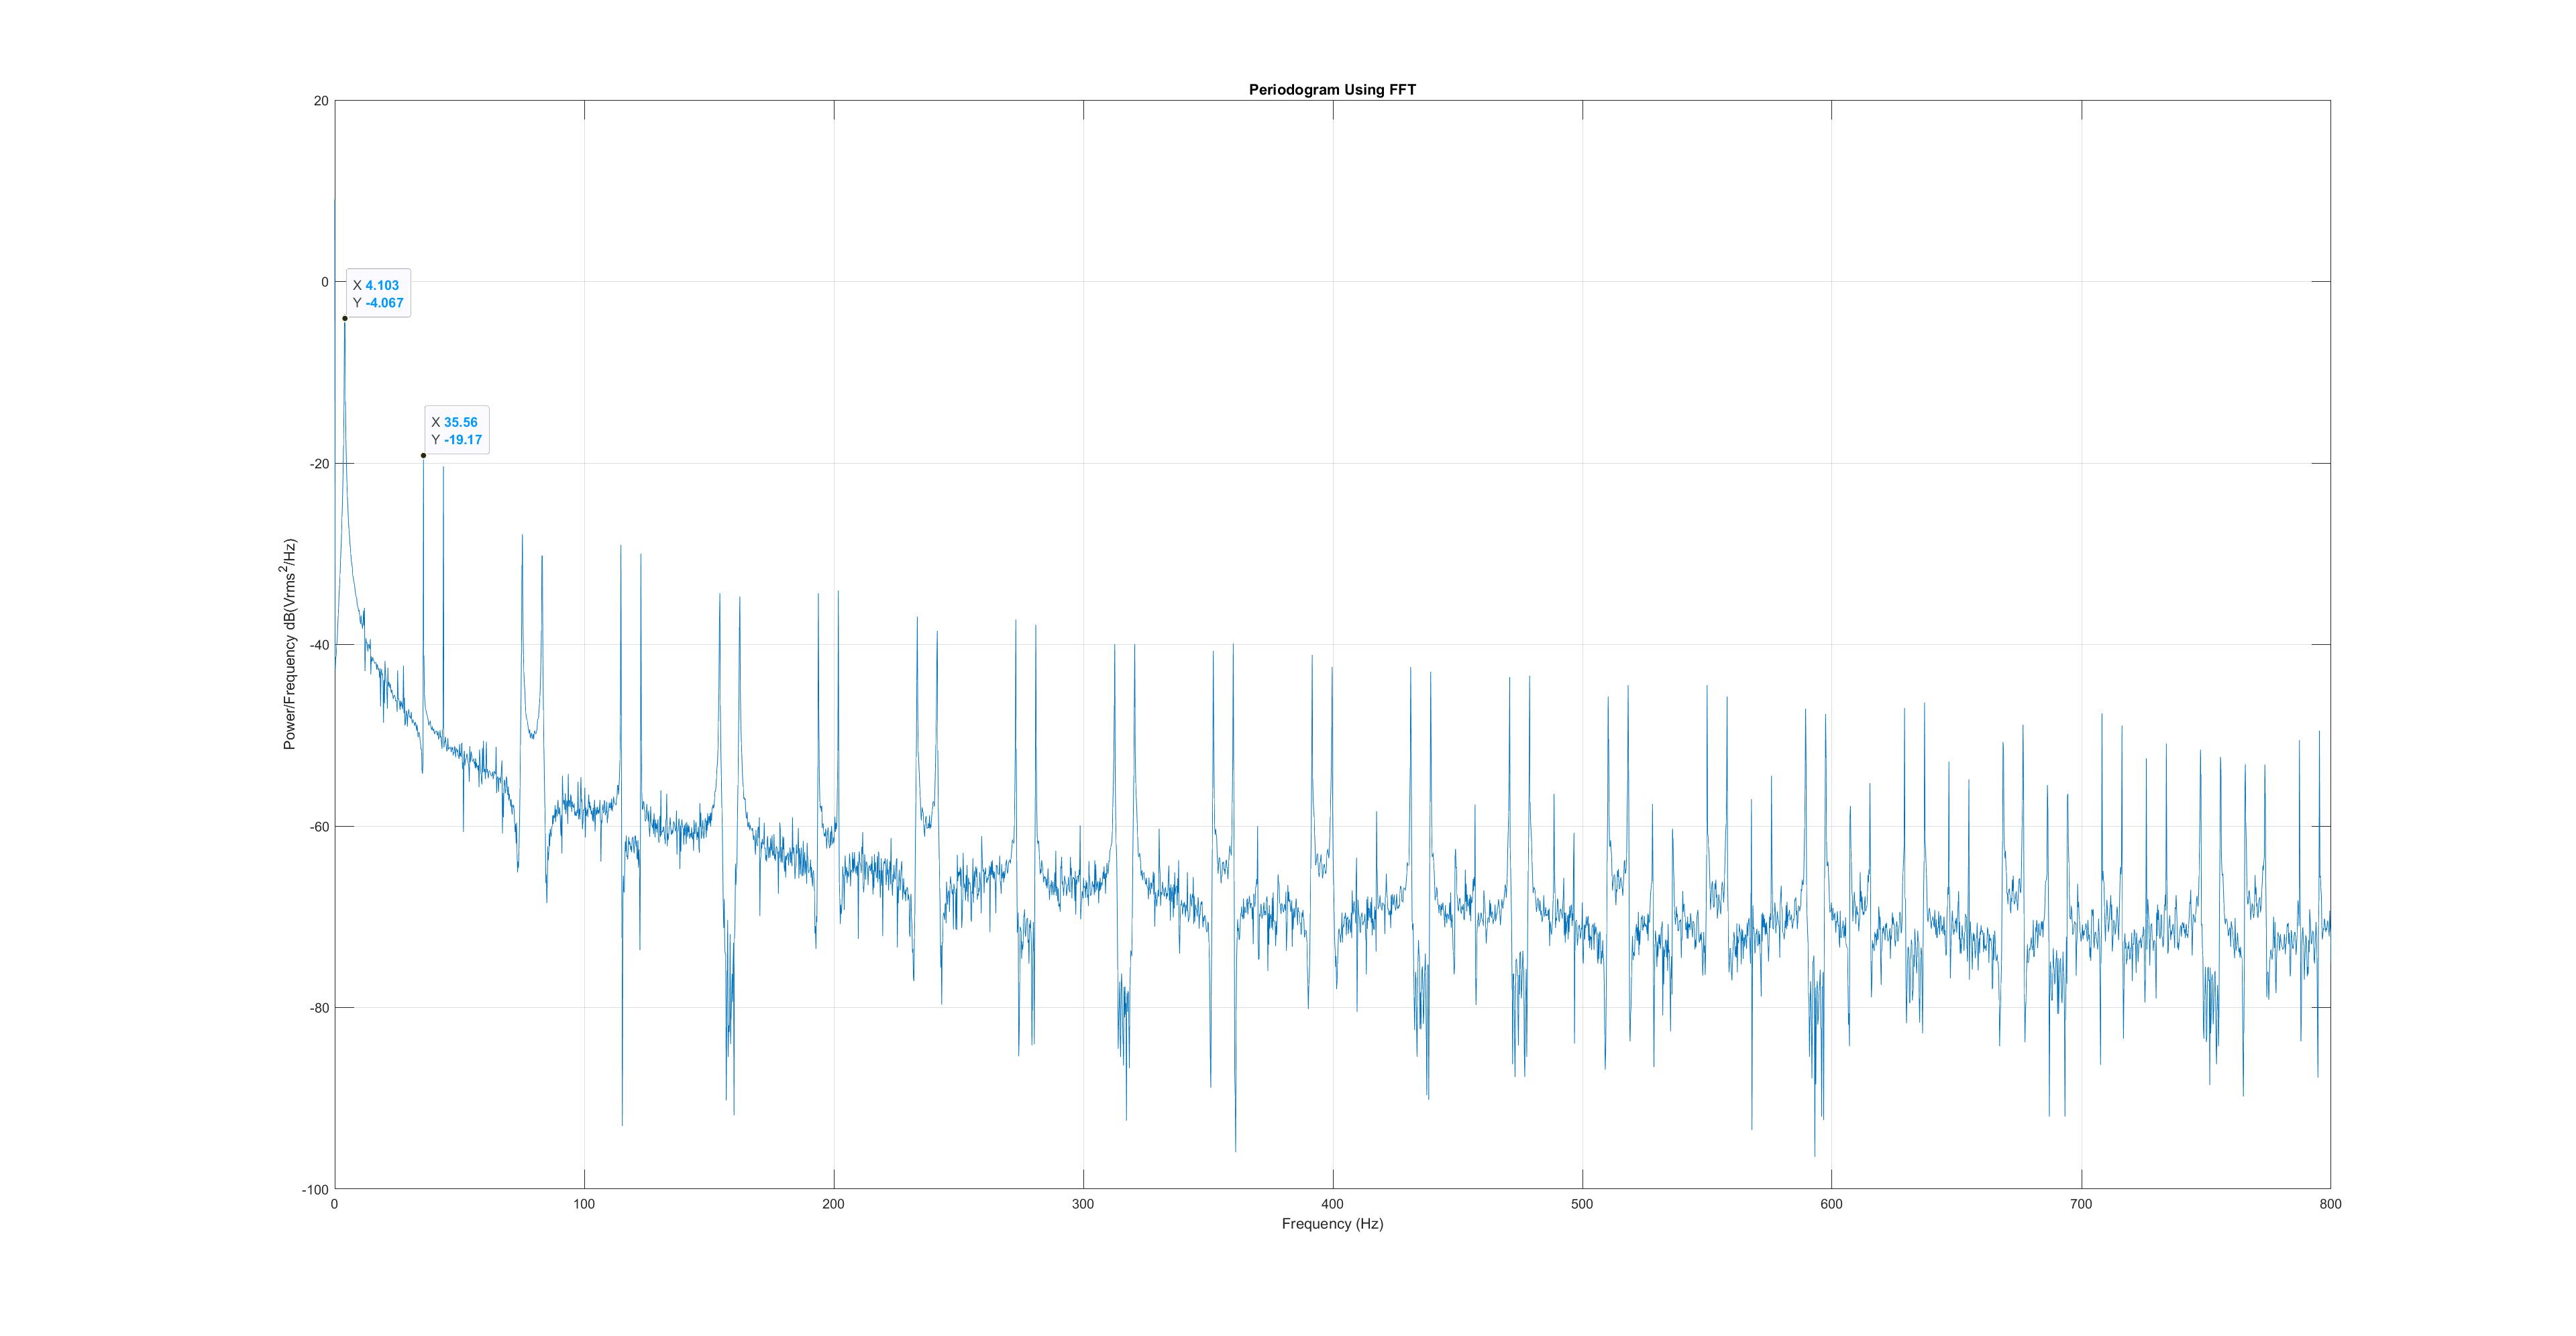 Periodogram Using FFT
20
0
-20
-40
-60
-80
-100
Power/Frequency dB(Vrms²/Hz)
X 4.103
Y -4.067
X 35.56
Y -19.17
0 100 200 300 400 500 600 700 800
Frequency (Hz)